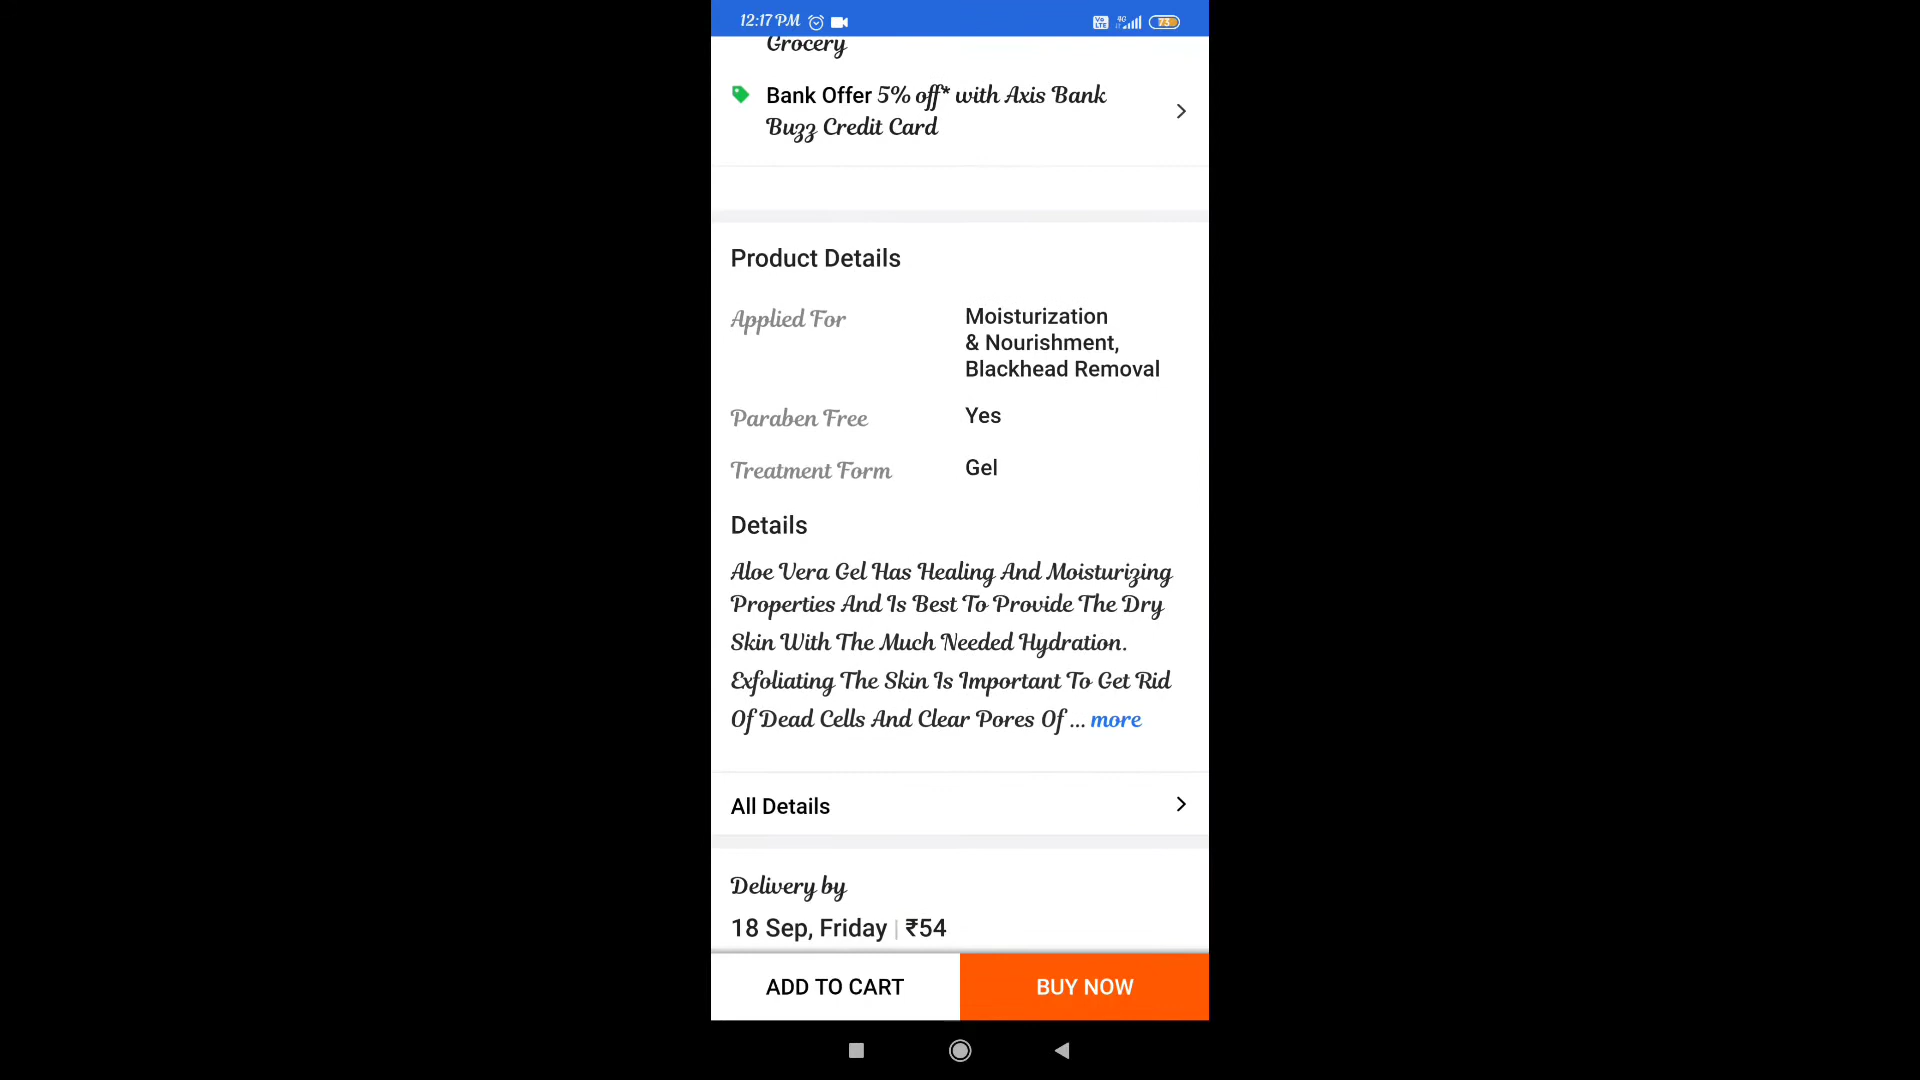 12:17 PM
VoLTE 4G 73
Grocery
Bank Offer 5% off* with Axis Bank
Buzz Credit Card
Product Details
Applied For
Moisturization
& Nourishment,
Blackhead Removal
Paraben Free
Yes
Treatment Form
Gel
Details
Aloe Vera Gel Has Healing And Moisturizing
Properties And Is Best To Provide The Dry
Skin With The Much Needed Hydration.
Exfoliating The Skin Is Important To Get Rid
Of Dead Cells And Clear Pores Of ... more
All Details
Delivery by
18 Sep, Friday | ₹54
ADD TO CART
BUY NOW